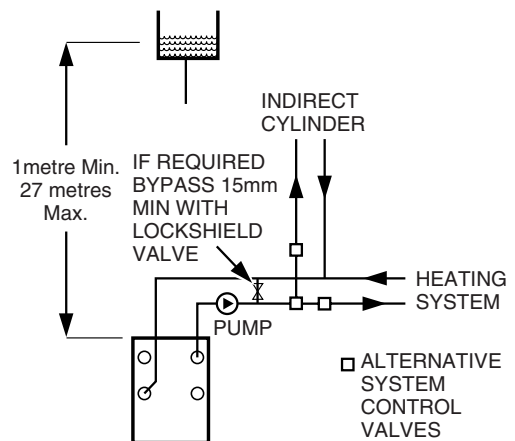 INDIRECT
CYLINDER
1metre Min.
27 metres
Max.
IF REQUIRED
BYPASS 15mm
MIN WITH
LOCKSHIELD
VALVE
HEATING
SYSTEM
PUMP
ALTERNATIVE
SYSTEM
CONTROL
VALVES